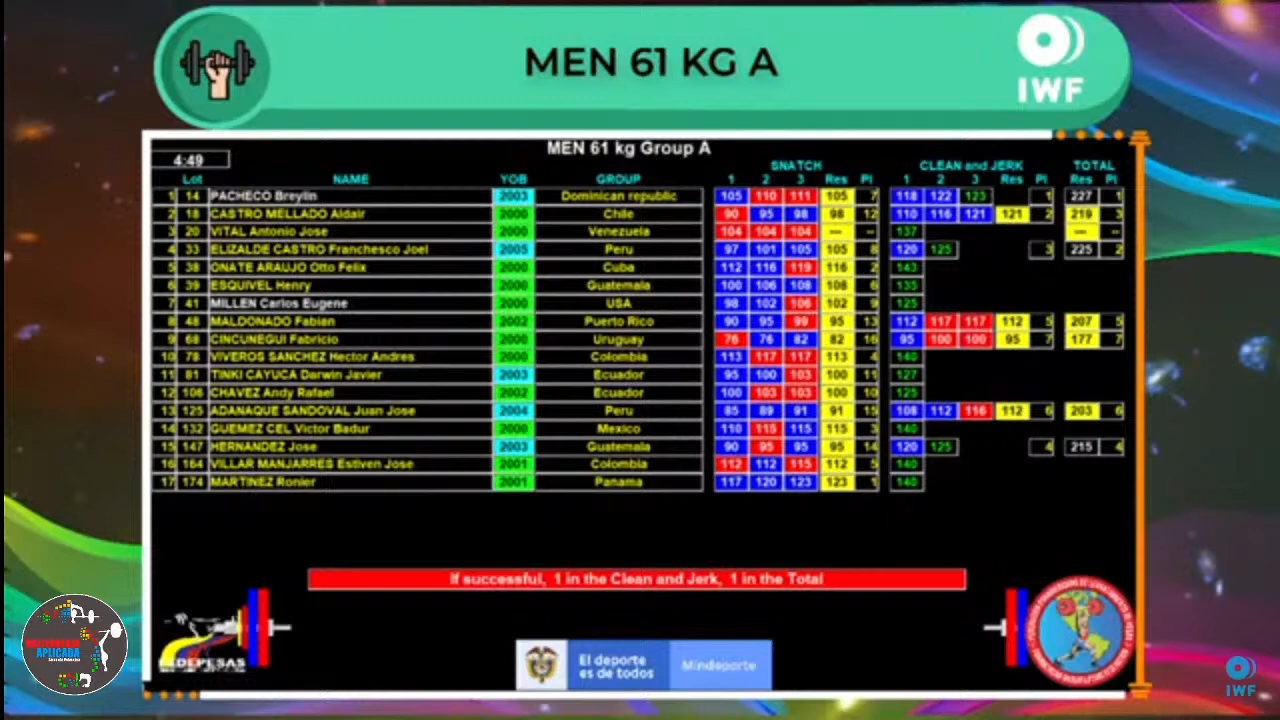 MEN 61 KG A
IWF
MEN 61 kg Group A
4:49
SNATCH CLEAN and JERK TOTAL
Lot NAME YOB GROUP 1 2 3 Res Pl 1 2 3 Res Pl Res Pl
1 14 PACHECO Breylin 2003 Dominican republic 105 110 111 105 7 118 122 123 1 227 1
2 18 CASTRO MELLADO Aldair 2000 Chile 90 95 98 98 12 110 116 121 121 2 219 3
3 20 VITAL Antonio Jose 2000 Venezuela 104 104 104 --- -- 137 --- --
4 33 ELIZALDE CASTRO Franchesco Joel 2005 Peru 97 101 105 105 8 120 125 3 225 2
5 38 ONATE ARAUJO Otto Felix 2000 Cuba 112 116 119 116 2 143
6 39 ESQUIVEL Henry 2000 Guatemala 100 106 108 108 6 135
7 41 MILLEN Carlos Eugene 2000 USA 98 102 106 102 9 125
8 48 MALDONADO Fabian 2002 Puerto Rico 90 95 99 95 13 112 117 117 112 5 207 5
9 68 CINCUNEGUI Fabricio 2000 Uruguay 76 76 82 82 16 95 100 100 95 7 177 7
10 78 VIVEROS SANCHEZ Hector Andres 2000 Colombia 113 117 117 113 4 140
11 81 TINKI CAYUCA Darwin Javier 2003 Ecuador 95 100 103 100 11 127
12 106 CHAVEZ Andy Rafael 2002 Ecuador 100 103 103 100 10 125
13 125 ADANAQUE SANDOVAL Juan Jose 2004 Peru 85 89 91 91 15 108 112 116 112 6 203 6
14 132 GUEMEZ CEL Victor Badur 2000 Mexico 110 115 115 115 3 140
15 147 HERNANDEZ Jose 2003 Guatemala 90 95 95 95 14 120 125 4 215 4
16 164 VILLAR MANJARRES Estiven Jose 2001 Colombia 112 112 115 112 5 140
17 174 MARTINEZ Ronier 2001 Panama 117 120 123 123 1 140
If successful, 1 in the Clean and Jerk, 1 in the Total
APLICADA
El deporte
es de todos
Mindeporte
IWF